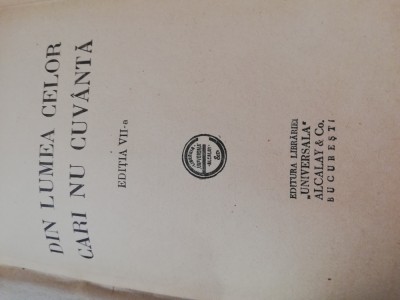 DIN LUMEA CELOR
CARI NU CUVÂNTĂ
EDIȚIA VII-a
EDITURA LIBRĂRIEI
„UNIVERSALA"
ALCALAY & Co.
BUCUREȘTI